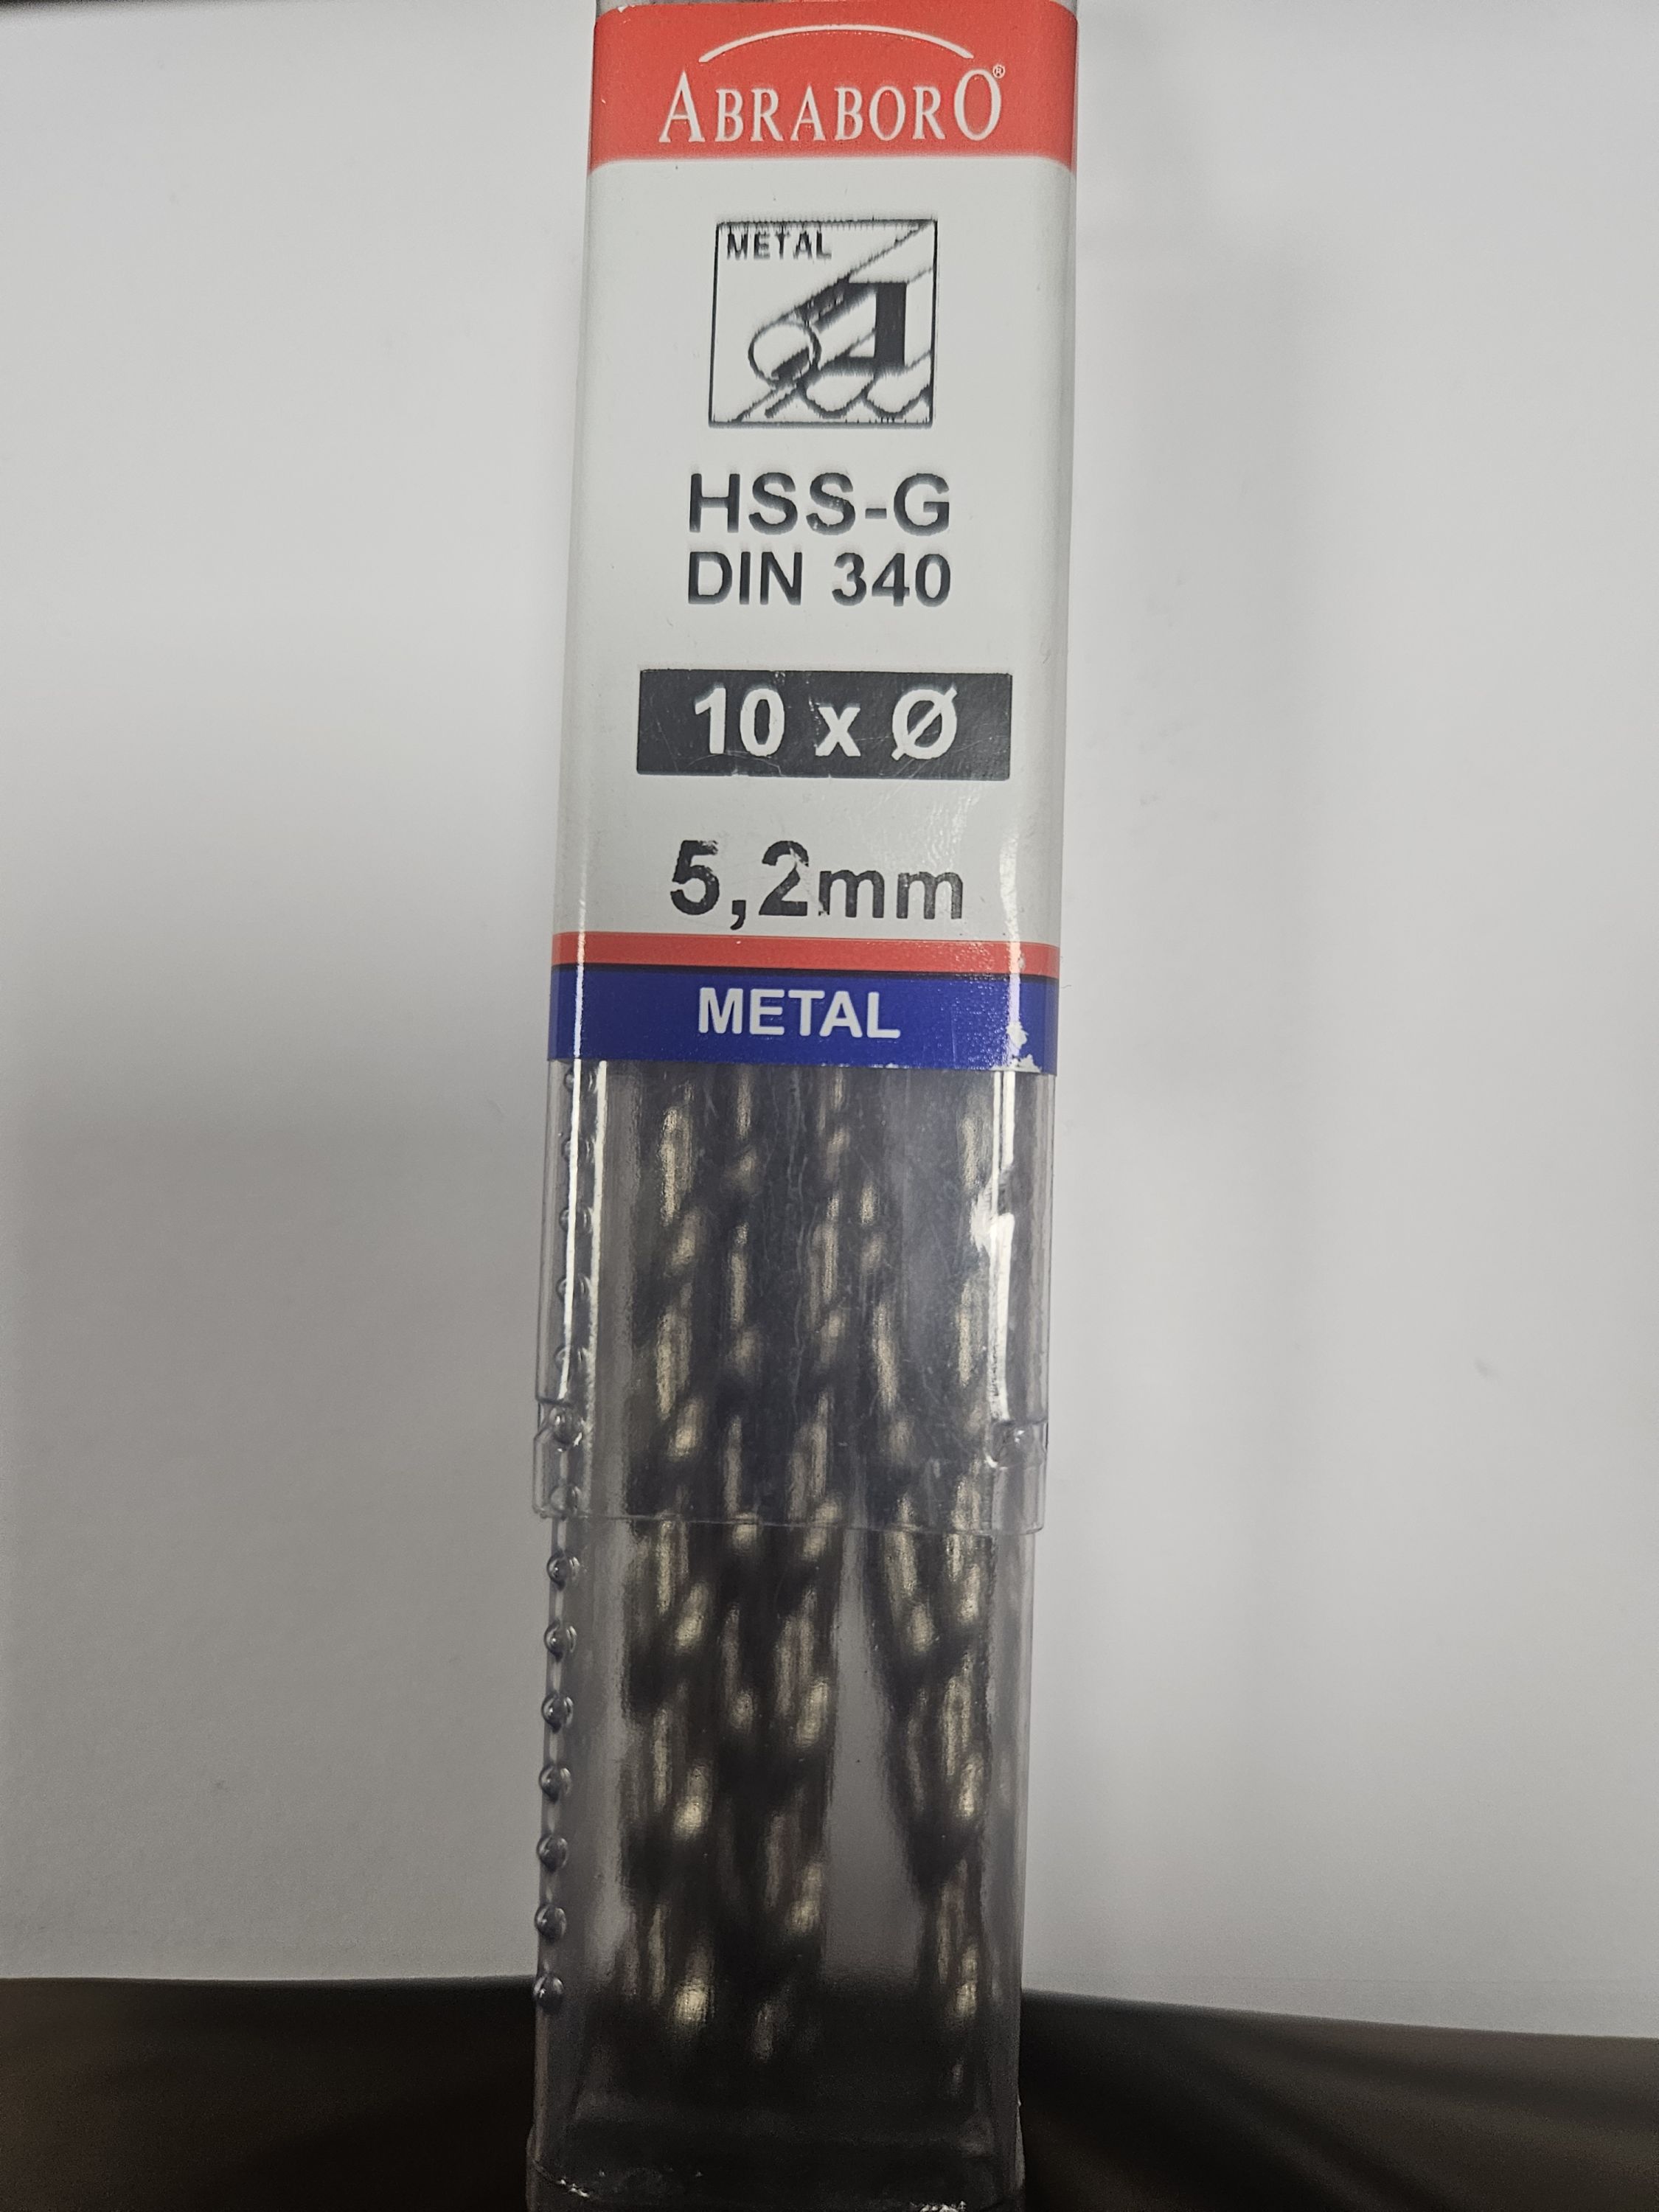 ABRABORO®
METAL
HSS-G
DIN 340
10 x Ø
5,2mm
METAL